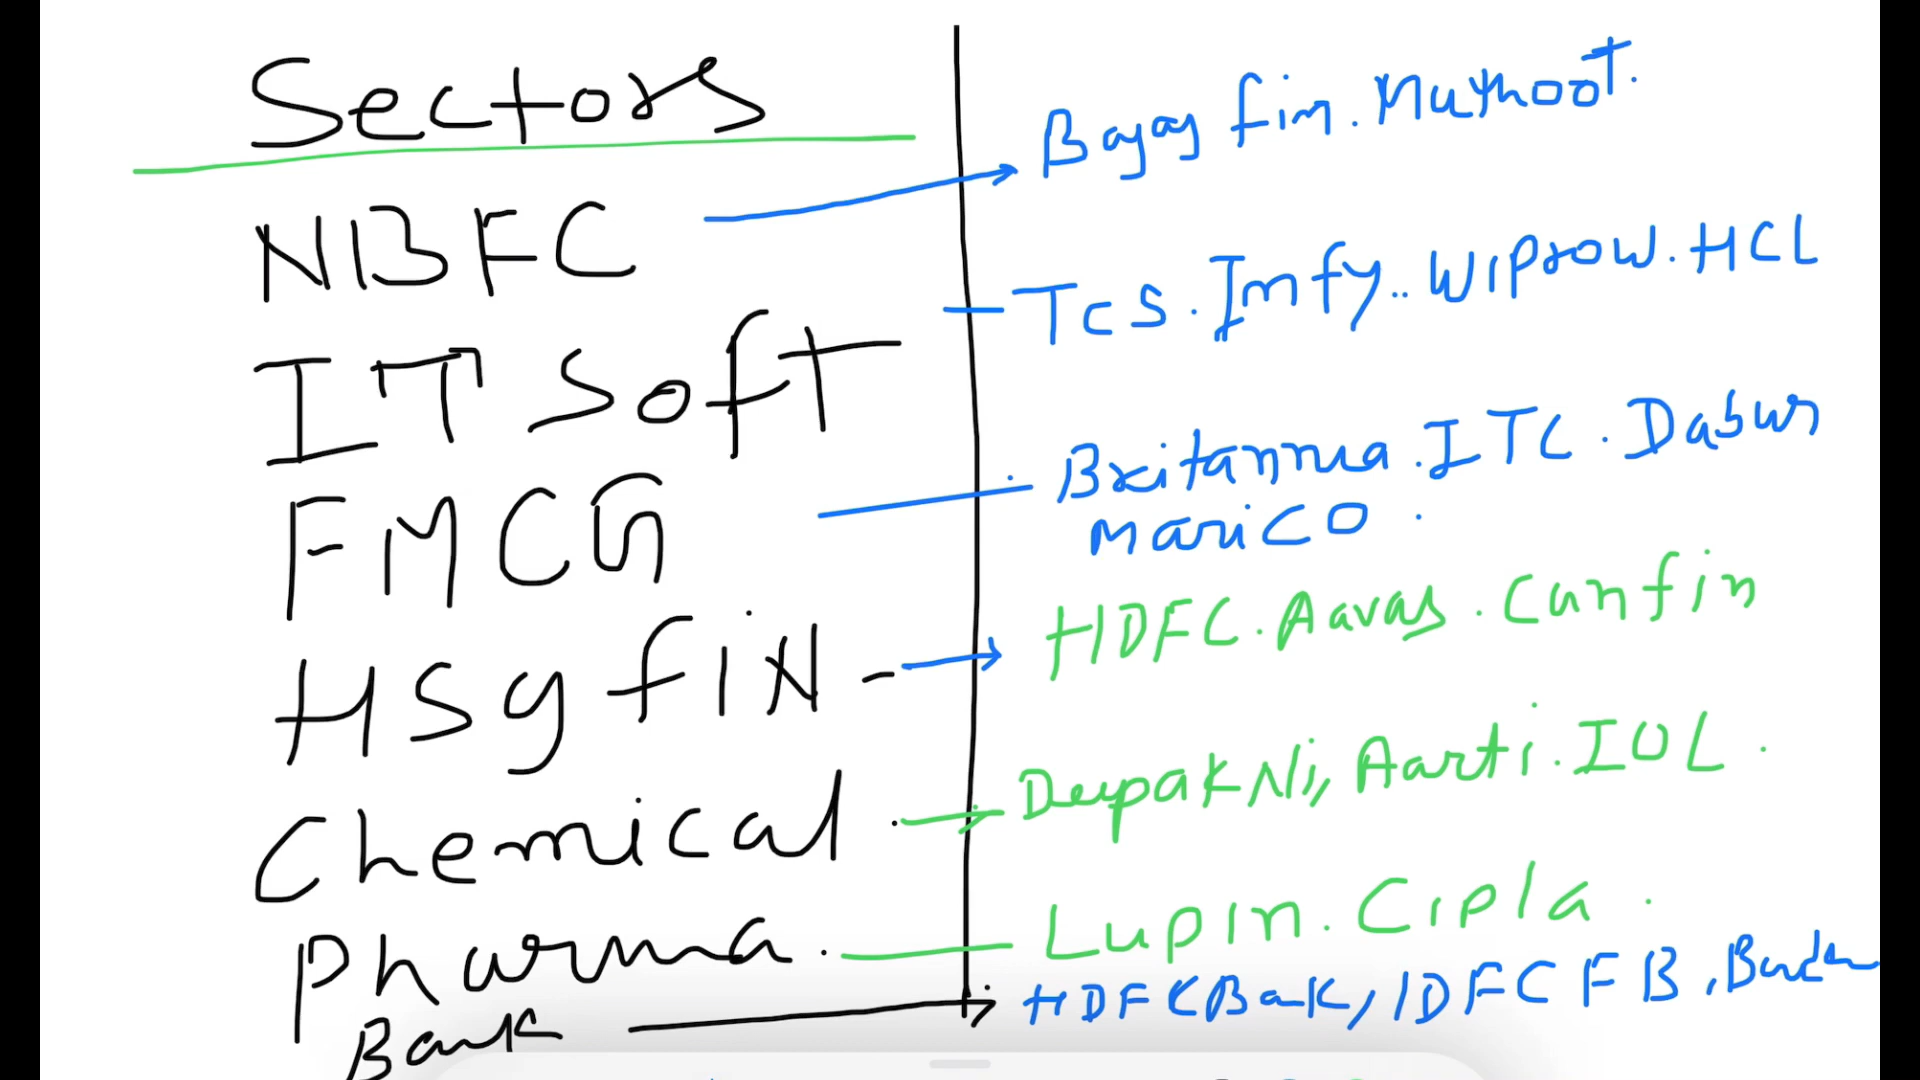 Sectors
NBFC
Bajaj fin. Muthoot.
IT Soft
TCS. Infy.. Wiprow. HCL
FMCG
Britannia. ITC. Dabur
Marico.
Hsg fin -
HDFC. Aavas. Canfin
Chemical.
Deepak Ni, Aarti. IOL.
Pharma.
Lupin. Cipla.
Bank
HDFC Bank, IDFC FB,